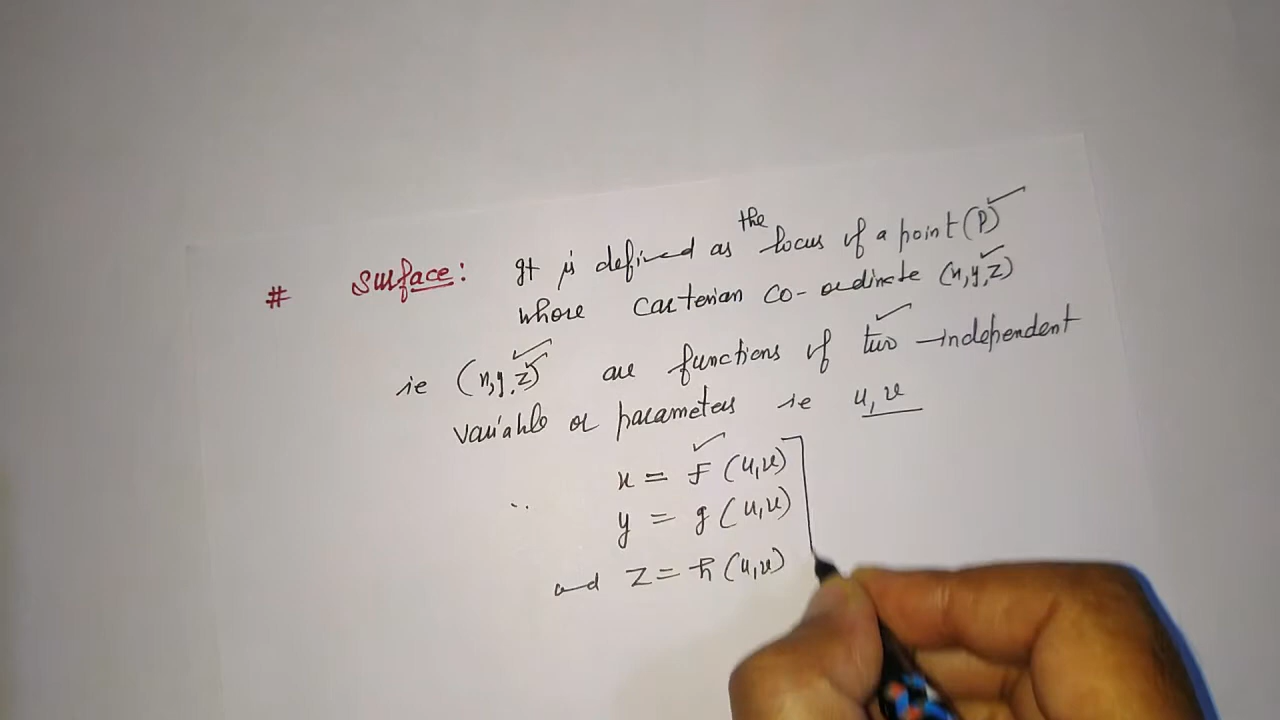 # Surface: It is defined as the locus of a point (P)
whose cartesian co-ordinate (x,y,z)
ie (x,y,z) are functions of two independent
variable or parameters ie u,v
∴ x = f (u,v)
y = g (u,v)
and z = h (u,v)